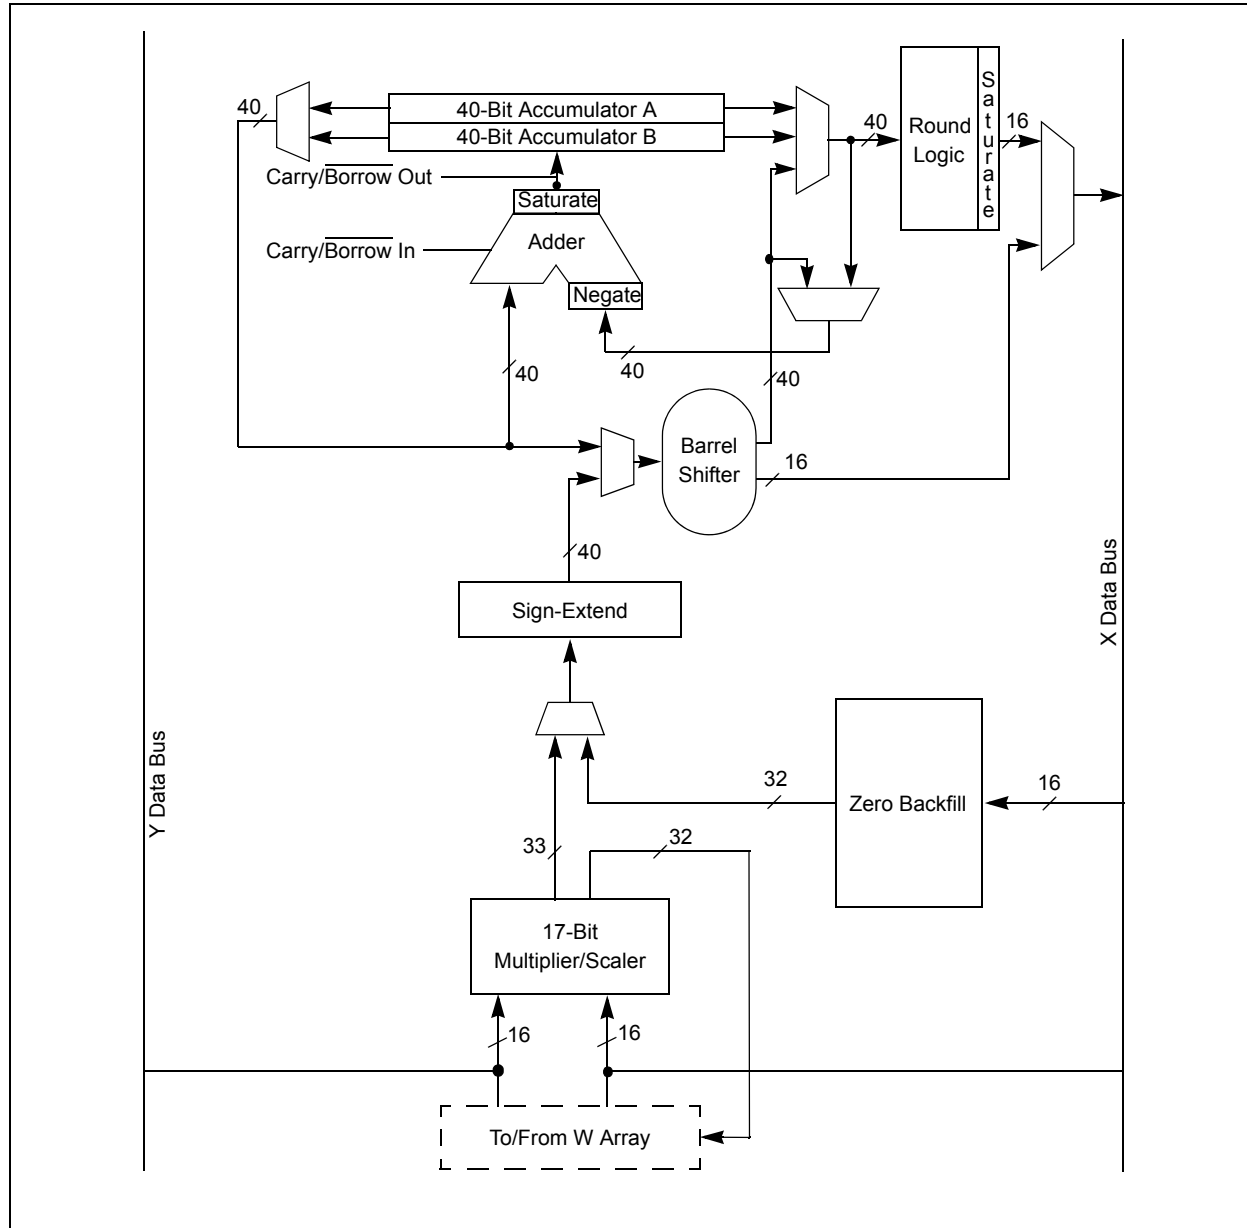 40
40-Bit Accumulator A
40-Bit Accumulator B
Carry/Borrow Out
Saturate
Carry/Borrow In
Adder
Negate
40
Round
Logic
Saturate
16
40
40
40
Barrel
Shifter
16
40
Sign-Extend
X Data Bus
Y Data Bus
32
Zero Backfill
16
33
32
17-Bit
Multiplier/Scaler
16
16
To/From W Array